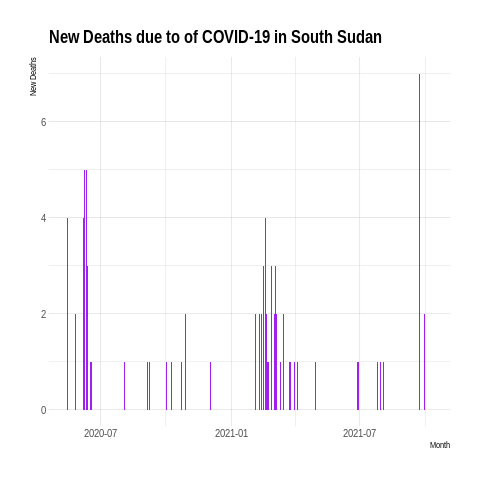 New Deaths due to of COVID-19 in South Sudan
New Deaths
6
4
2
0
2020-07
2021-01
2021-07
Month